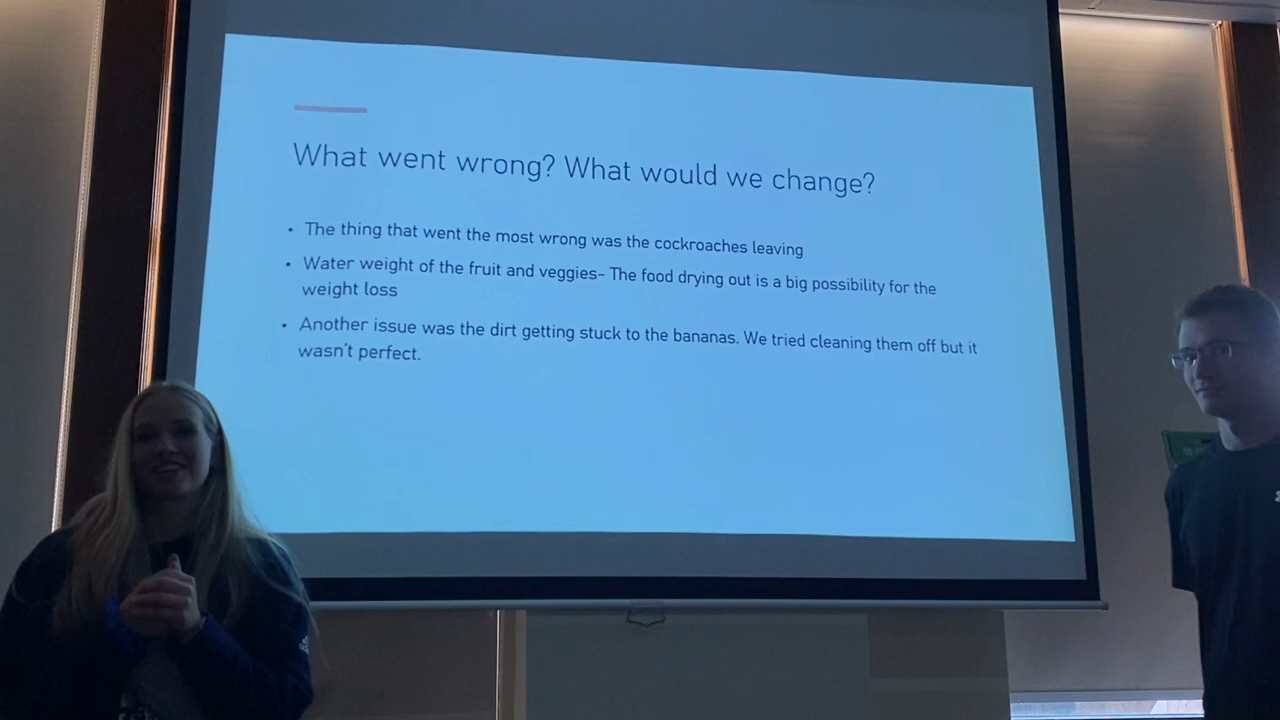 What went wrong? What would we change?
• The thing that went the most wrong was the cockroaches leaving
• Water weight of the fruit and veggies- The food drying out is a big possibility for the
weight loss
• Another issue was the dirt getting stuck to the bananas. We tried cleaning them off but it
wasn't perfect.